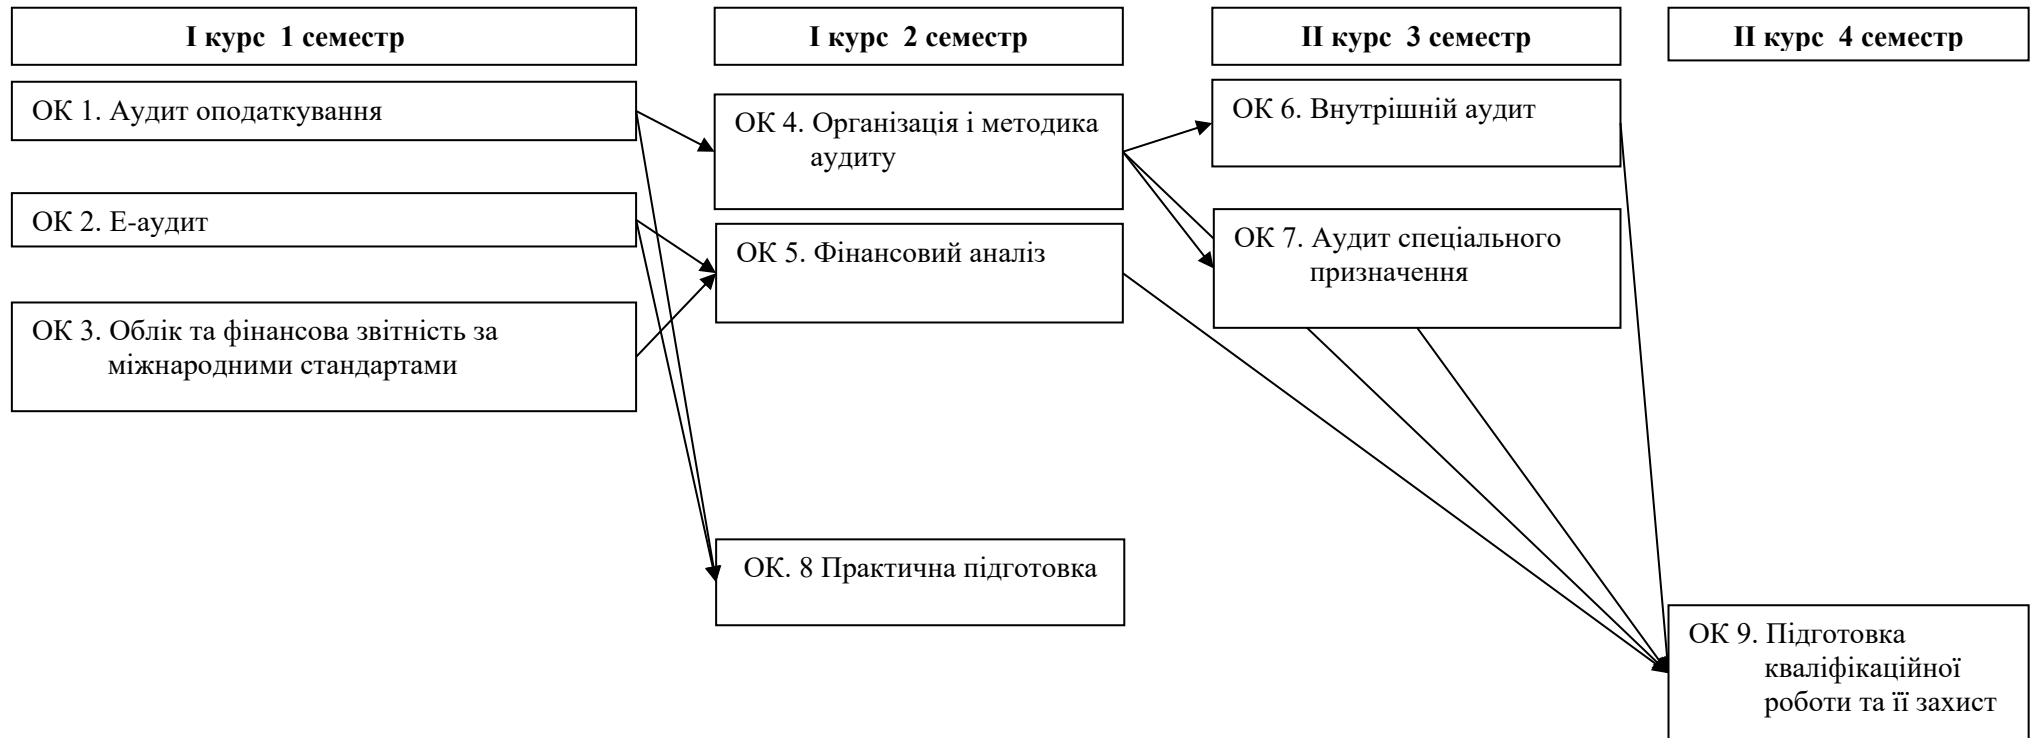 І курс 1 семестр
І курс 2 семестр
ІІ курс 3 семестр
ІІ курс 4 семестр
ОК 1. Аудит оподаткування
ОК 2. Е-аудит
ОК 3. Облік та фінансова звітність за
міжнародними стандартами
ОК 4. Організація і методика
аудиту
ОК 5. Фінансовий аналіз
ОК. 8 Практична підготовка
ОК 6. Внутрішній аудит
ОК 7. Аудит спеціального
призначення
ОК 9. Підготовка
кваліфікаційної
роботи та її захист